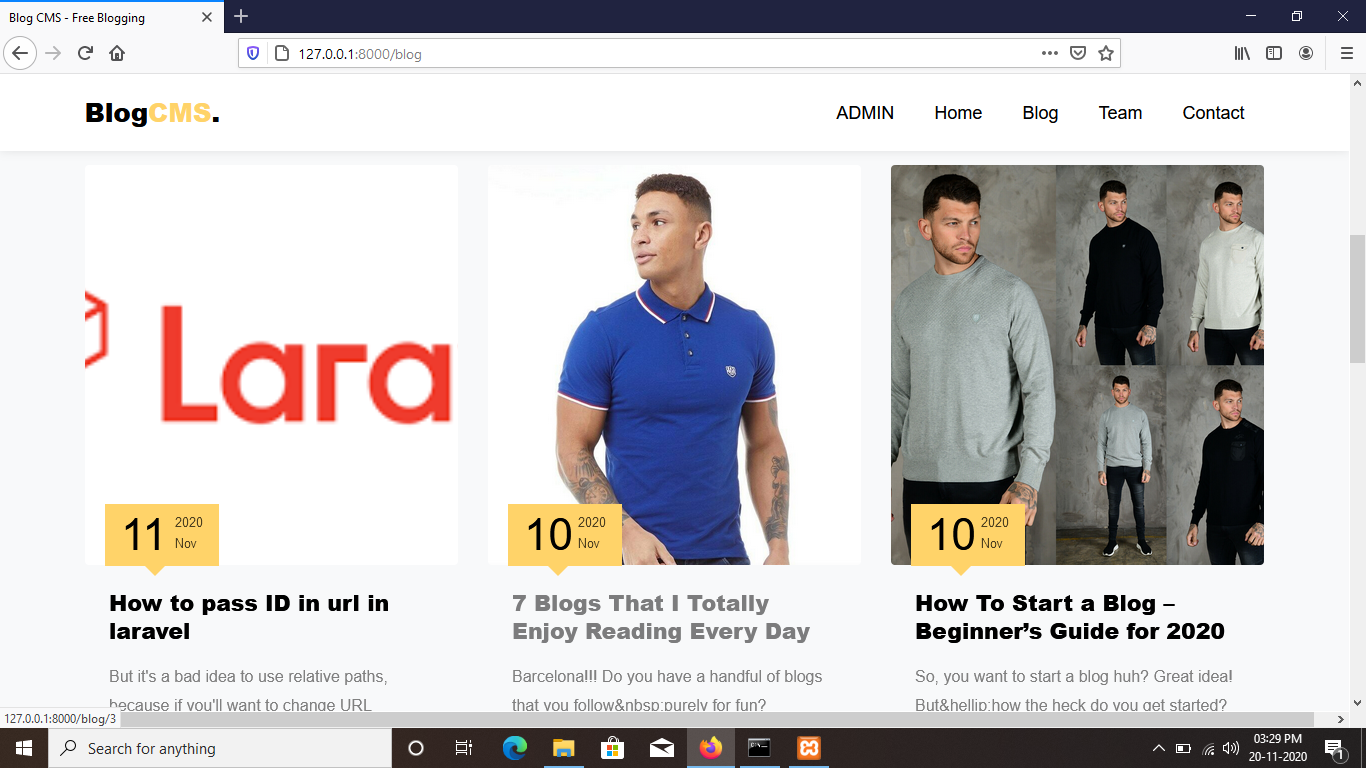 Blog CMS - Free Blogging
127.0.0.1:8000/blog
BlogCMS.
ADMIN Home Blog Team Contact
Lara
11 2020 Nov
10 2020 Nov
10 2020 Nov
How to pass ID in url in
laravel
But it's a bad idea to use relative paths,
because if you'll want to change URL
7 Blogs That I Totally
Enjoy Reading Every Day
Barcelona!!! Do you have a handful of blogs
that you follow&nbsp;purely for fun?
How To Start a Blog –
Beginner’s Guide for 2020
So, you want to start a blog huh? Great idea!
But&hellip;how the heck do you get started?
127.0.0.1:8000/blog/3
Search for anything
03:29 PM
20-11-2020
1